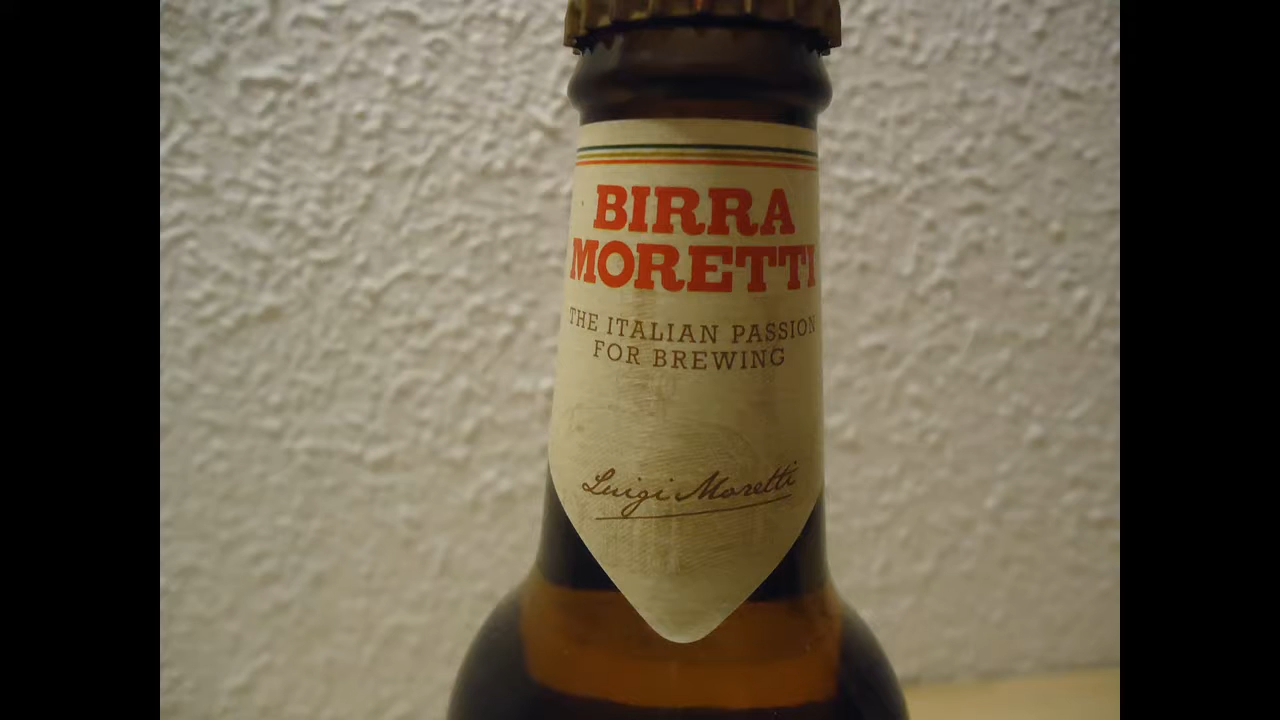 BIRRA
MORETTI
THE ITALIAN PASSION
FOR BREWING
Luigi Moretti